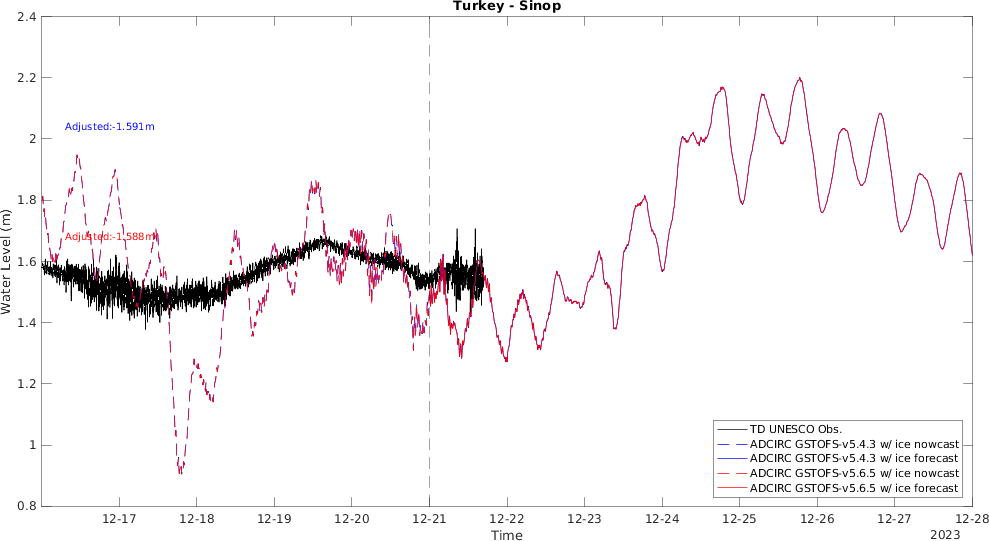 Turkey - Sinop
2.4
2.2
2
1.8
1.6
1.4
1.2
1
0.8
Water Level (m)
Adjusted:-1.591m
Adjusted:-1.588m
TD UNESCO Obs.
ADCIRC GSTOFS-v5.4.3 w/ ice nowcast
ADCIRC GSTOFS-v5.4.3 w/ ice forecast
ADCIRC GSTOFS-v5.6.5 w/ ice nowcast
ADCIRC GSTOFS-v5.6.5 w/ ice forecast
12-17 12-18 12-19 12-20 12-21 12-22 12-23 12-24 12-25 12-26 12-27 12-28
Time
2023